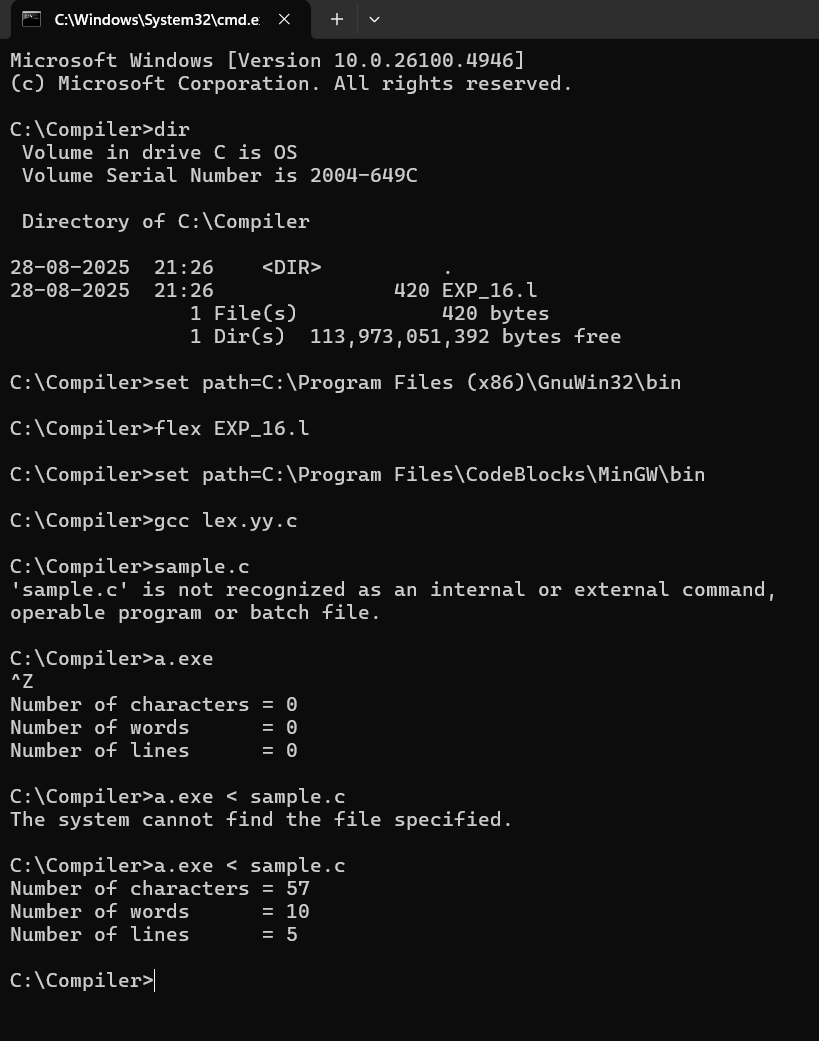 C:\Windows\System32\cmd.e
Microsoft Windows [Version 10.0.26100.4946]
(c) Microsoft Corporation. All rights reserved.
C:\Compiler>dir
 Volume in drive C is OS
 Volume Serial Number is 2004-649C
 Directory of C:\Compiler
28-08-2025  21:26    <DIR>          .
28-08-2025  21:26               420 EXP_16.l
               1 File(s)            420 bytes
               1 Dir(s)  113,973,051,392 bytes free
C:\Compiler>set path=C:\Program Files (x86)\GnuWin32\bin
C:\Compiler>flex EXP_16.l
C:\Compiler>set path=C:\Program Files\CodeBlocks\MinGW\bin
C:\Compiler>gcc lex.yy.c
C:\Compiler>sample.c
'sample.c' is not recognized as an internal or external command,
operable program or batch file.
C:\Compiler>a.exe
^Z
Number of characters = 0
Number of words      = 0
Number of lines      = 0
C:\Compiler>a.exe < sample.c
The system cannot find the file specified.
C:\Compiler>a.exe < sample.c
Number of characters = 57
Number of words      = 10
Number of lines      = 5
C:\Compiler>